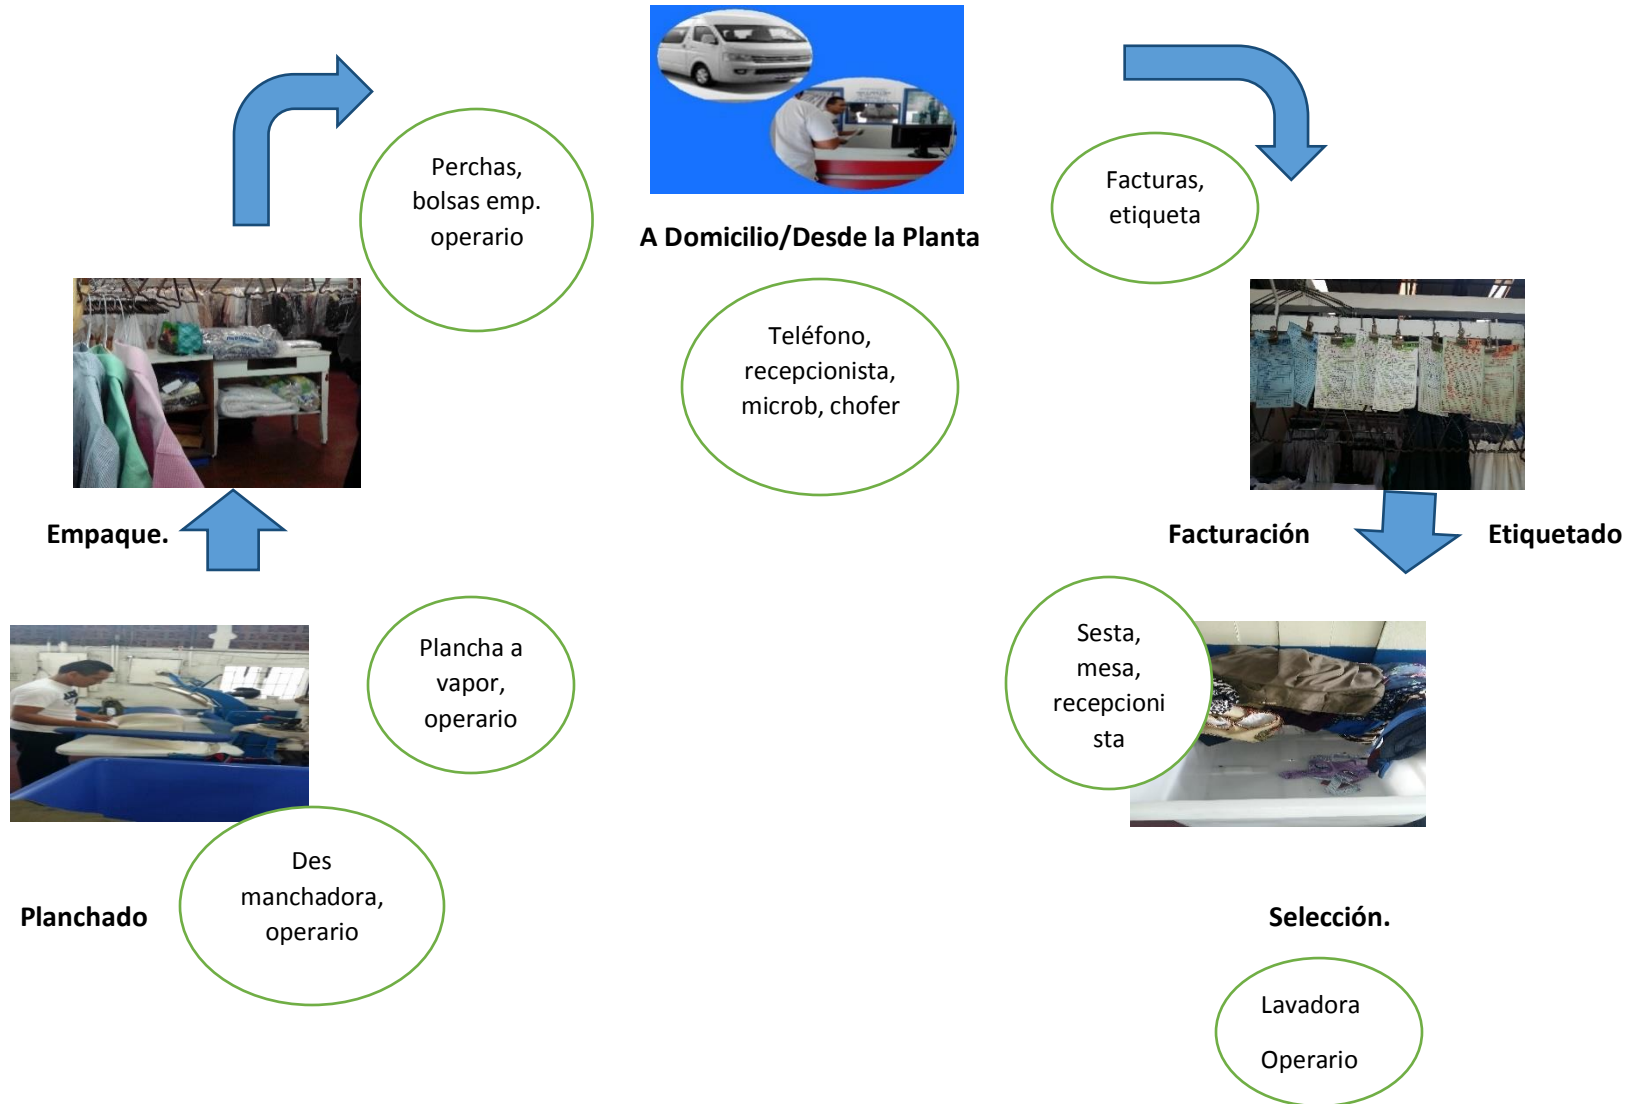 Perchas,
bolsas emp.
operario
A Domicilio/Desde la Planta
Facturas,
etiqueta
Teléfono,
recepcionista,
microb, chofer
Empaque.
Facturación
Etiquetado
Plancha a
vapor,
operario
Sesta,
mesa,
recepcioni
sta
Des
manchadora,
operario
Planchado
Selección.
Lavadora
Operario